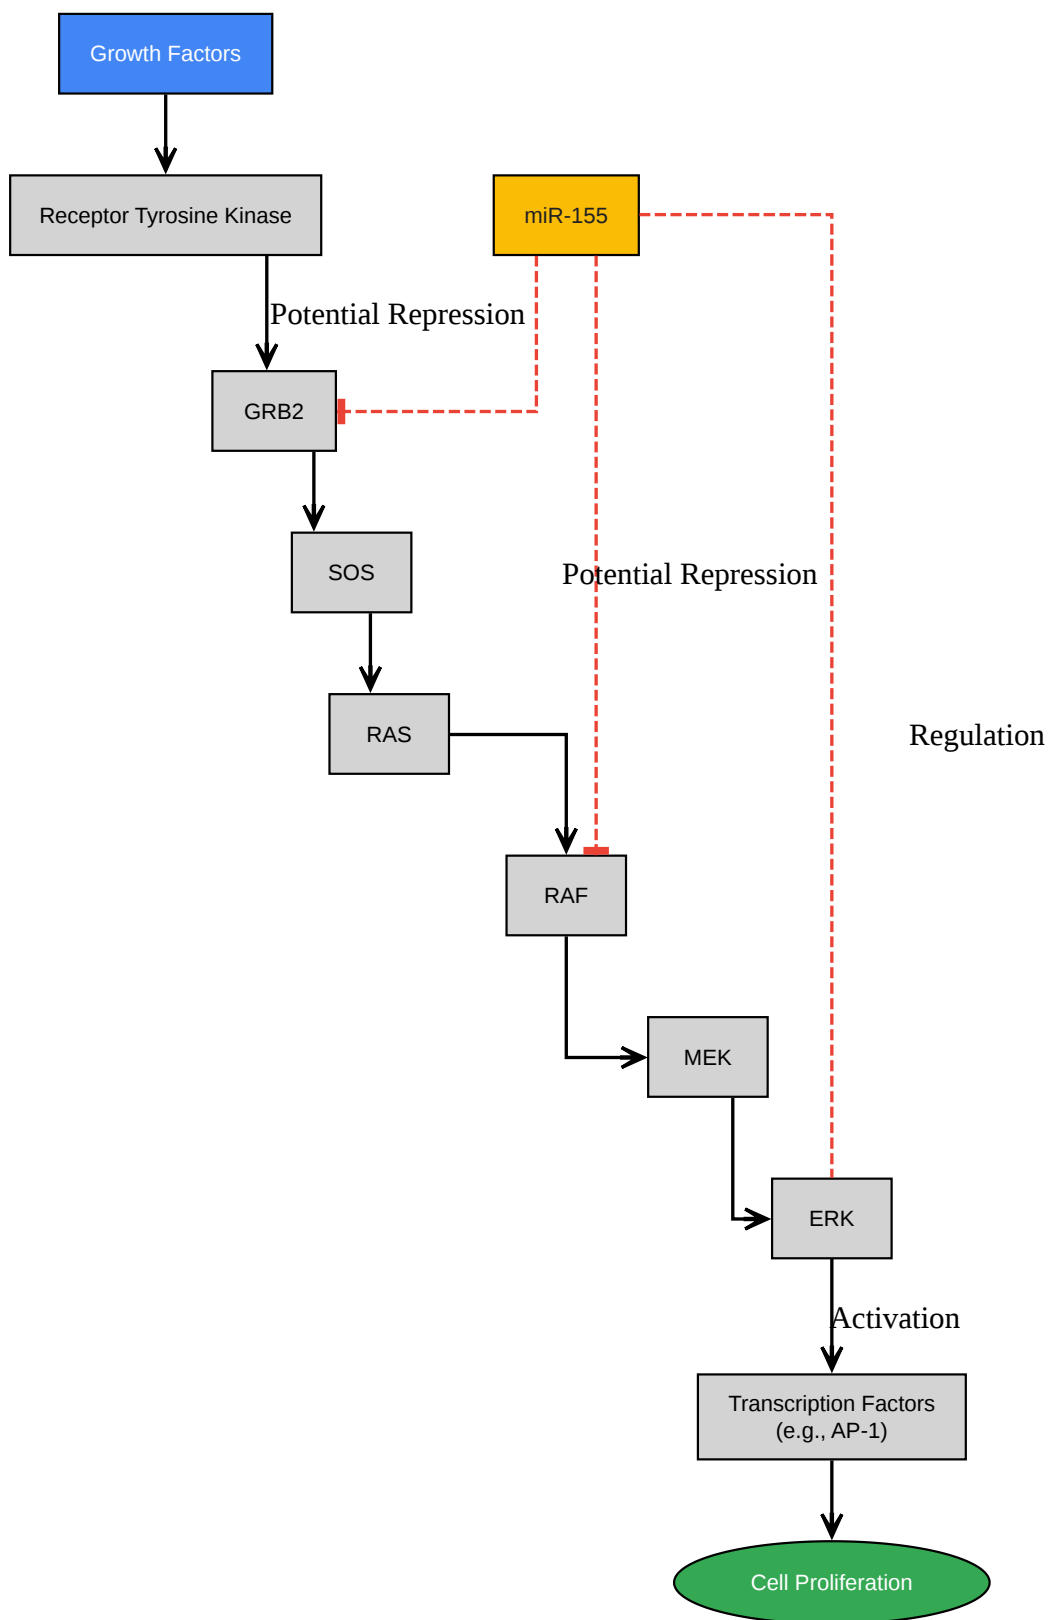 Growth Factors
Receptor Tyrosine Kinase
miR-155
Potential Repression
GRB2
SOS
Potential Repression
RAS
Regulation
RAF
MEK
ERK
Activation
Transcription Factors
(e.g., AP-1)
Cell Proliferation